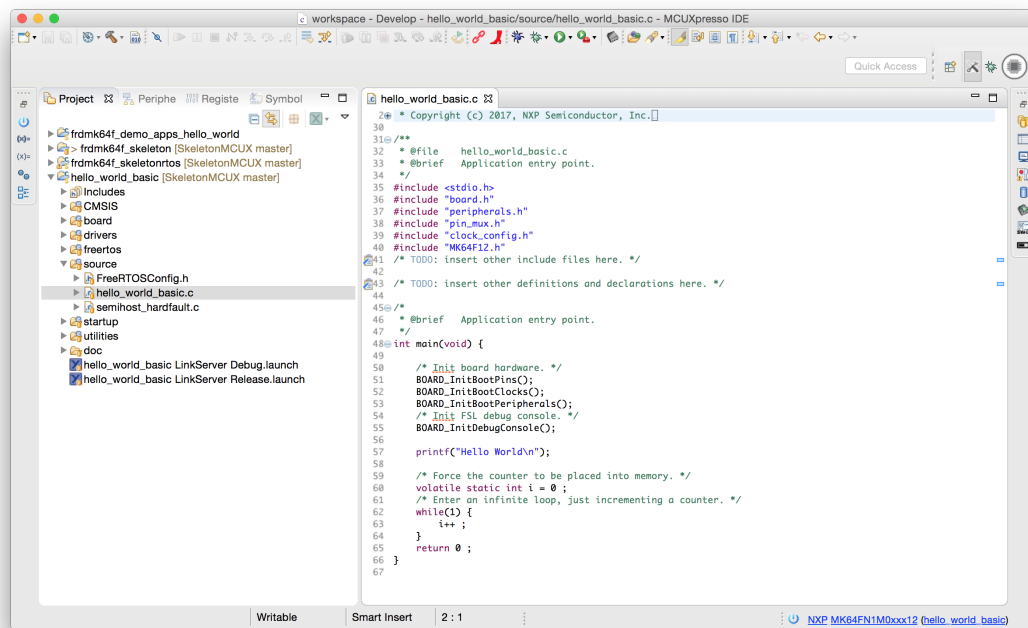 workspace - Develop - hello_world_basic/source/hello_world_basic.c - MCUXpresso IDE
Quick Access
Project
Periphe
Registe
Symbol
frdmk64f_demo_apps_hello_world
> frdmk64f_skeleton [SkeletonMCUX master]
frdmk64f_skeletonrtos [SkeletonMCUX master]
hello_world_basic [SkeletonMCUX master]
Includes
CMSIS
board
drivers
freertos
source
FreeRTOSConfig.h
hello_world_basic.c
semihost_hardfault.c
startup
utilities
doc
hello_world_basic LinkServer Debug.launch
hello_world_basic LinkServer Release.launch
hello_world_basic.c
2 * Copyright (c) 2017, NXP Semiconductor, Inc.
30
31 /**
32 * @file hello_world_basic.c
33 * @brief Application entry point.
34 */
35 #include <stdio.h>
36 #include "board.h"
37 #include "peripherals.h"
38 #include "pin_mux.h"
39 #include "clock_config.h"
40 #include "MK64F12.h"
41 /* TODO: insert other include files here. */
42
43 /* TODO: insert other definitions and declarations here. */
44
45 /*
46 * @brief Application entry point.
47 */
48 int main(void) {
49
50 /* Init board hardware. */
51 BOARD_InitBootPins();
52 BOARD_InitBootClocks();
53 BOARD_InitBootPeripherals();
54 /* Init FSL debug console. */
55 BOARD_InitDebugConsole();
56
57 printf("Hello World\n");
58
59 /* Force the counter to be placed into memory. */
60 volatile static int i = 0 ;
61 /* Enter an infinite loop, just incrementing a counter. */
62 while(1) {
63 i++ ;
64 }
65 return 0 ;
66 }
67
Writable
Smart Insert
2 : 1
NXP MK64FN1M0xxx12 (hello_world_basic)